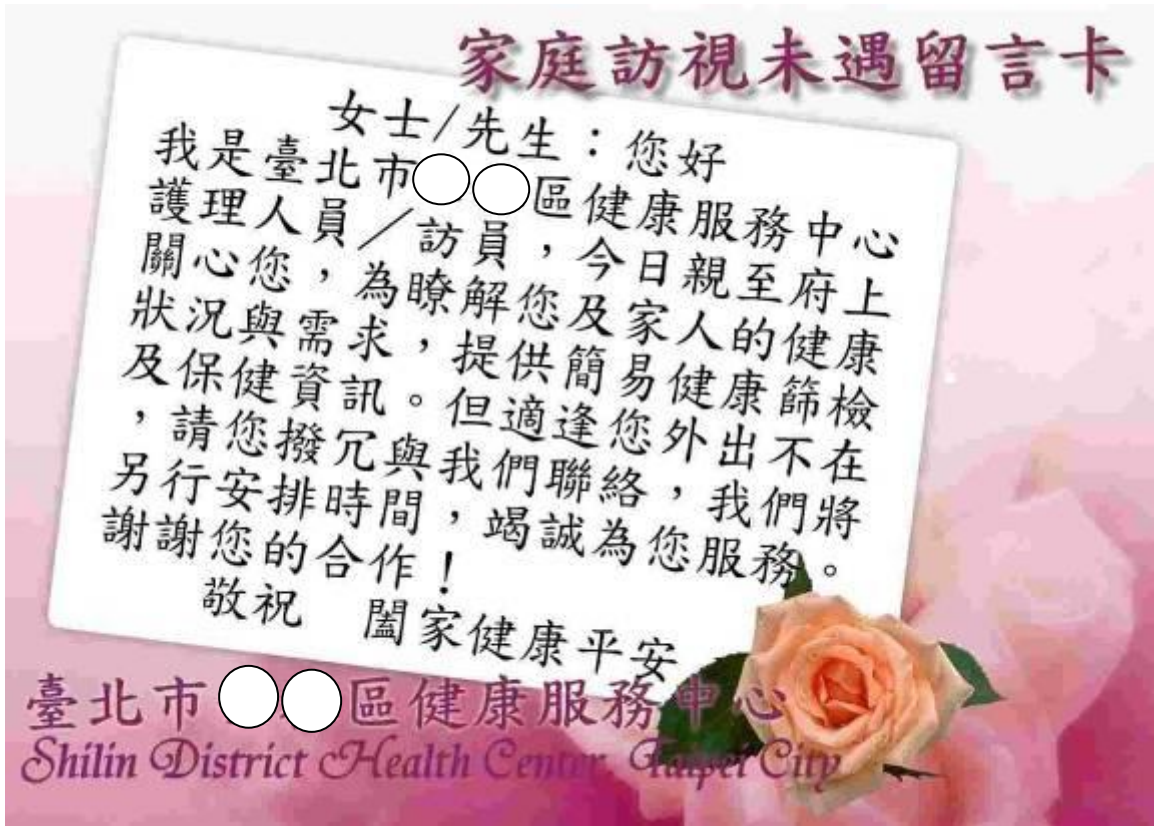 家庭訪視未遇留言卡
女士/先生：您好
我是臺北市○○區健康服務中心
護理人員／訪員，今日親至府上
關心您，為瞭解您及家人的健康
狀況與需求，提供簡易健康篩檢
及保健資訊。但適逢您外出不在
，請您撥冗與我們聯絡，我們將
另行安排時間，竭誠為您服務。
謝謝您的合作！
敬祝　闔家健康平安
臺北市○○區健康服務中心
Shilin District Health Center, Taipei City